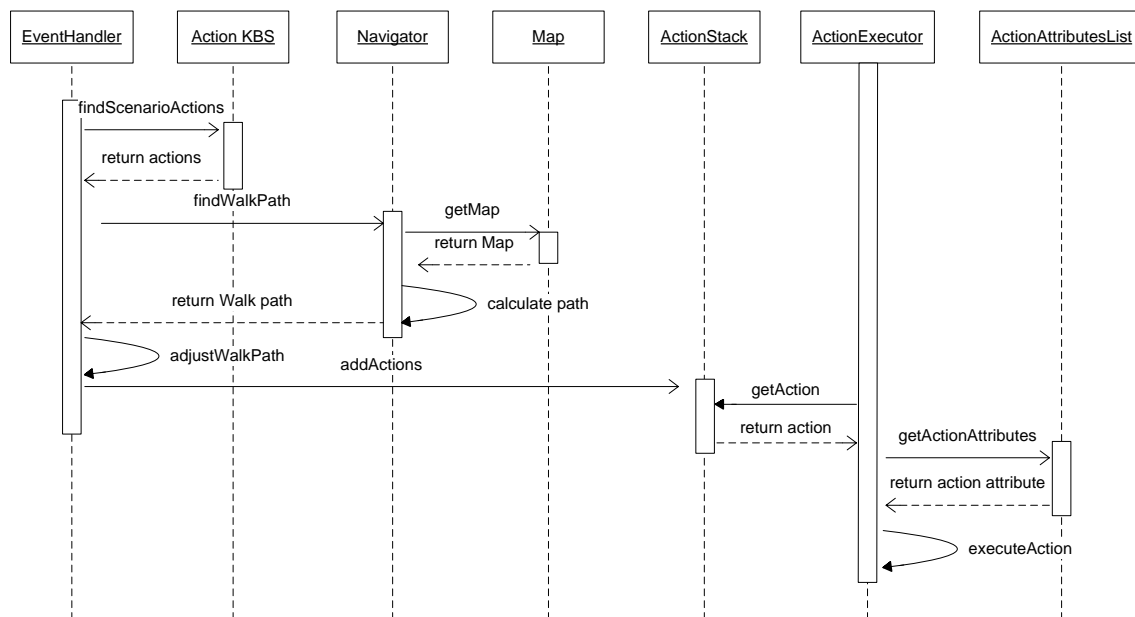 EventHandler
Action KBS
Navigator
Map
ActionStack
ActionExecutor
ActionAttributesList
findScenarioActions
return actions
findWalkPath
getMap
return Map
return Walk path
calculate path
adjustWalkPath
addActions
getAction
return action
getActionAttributes
return action attribute
executeAction